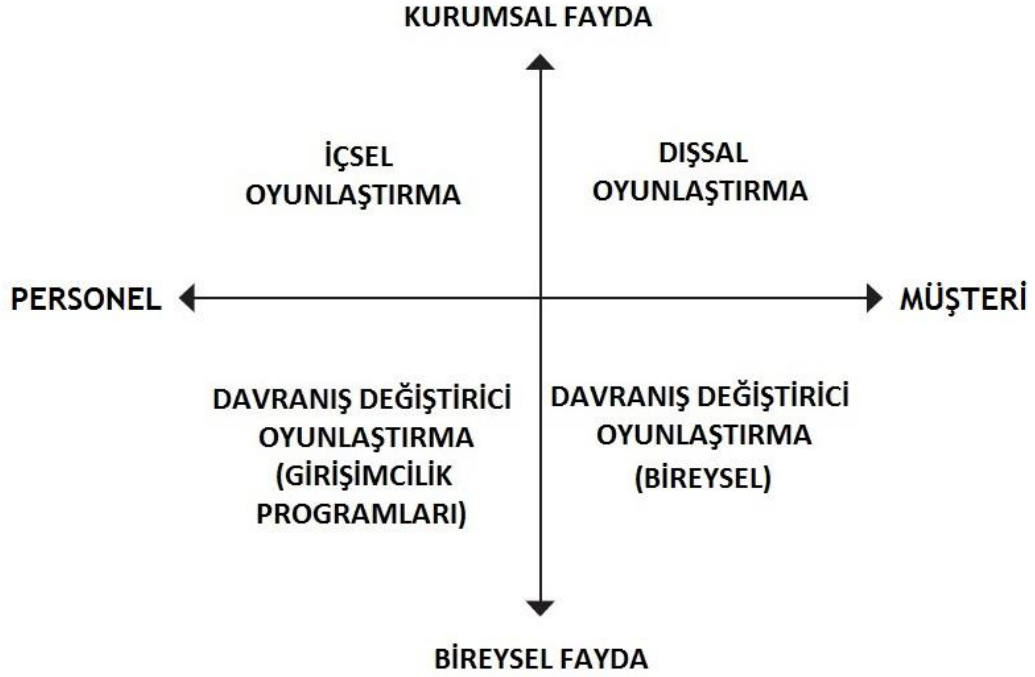 KURUMSAL FAYDA
İÇSEL
OYUNLAŞTIRMA
DIŞSAL
OYUNLAŞTIRMA
PERSONEL
MÜŞTERİ
DAVRANIŞ DEĞİŞTİRİCİ
OYUNLAŞTIRMA
(GİRİŞİMCİLİK
PROGRAMLARI)
DAVRANIŞ DEĞİŞTİRİCİ
OYUNLAŞTIRMA
(BİREYSEL)
BİREYSEL FAYDA